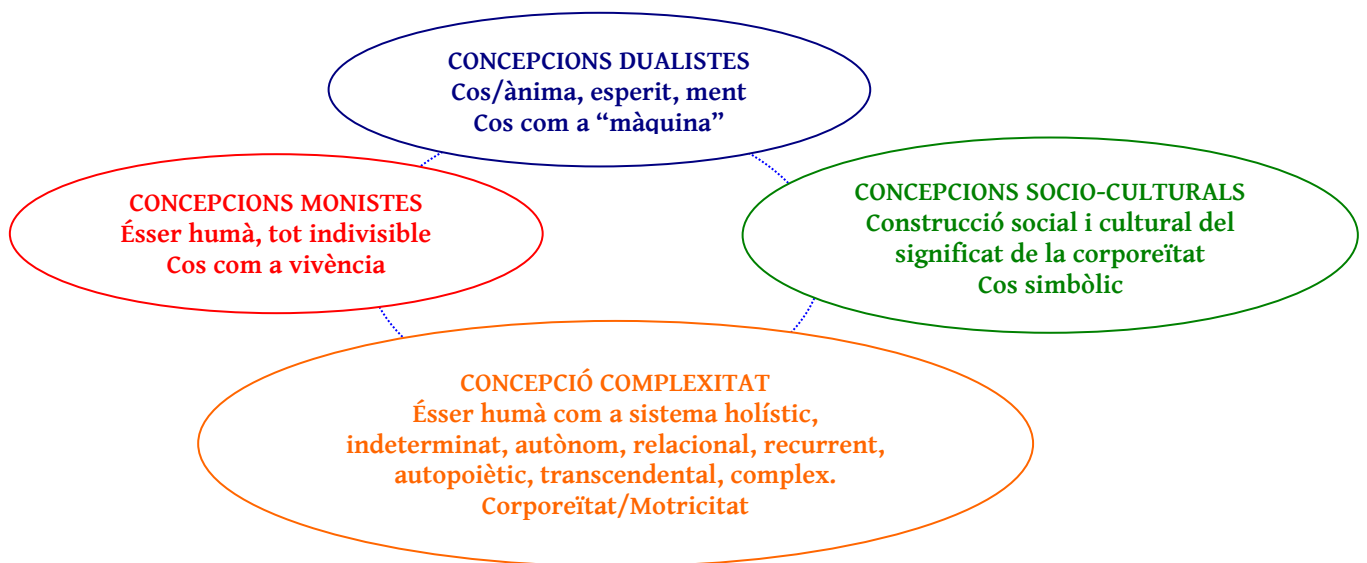 CONCEPCIONS DUALISTES
Cos/ànima, esperit, ment
Cos com a “màquina”
CONCEPCIONS MONISTES
Ésser humà, tot indivisible
Cos com a vivència
CONCEPCIONS SOCIO-CULTURALS
Construcció social i cultural del
significat de la corporeïtat
Cos simbòlic
CONCEPCIÓ COMPLEXITAT
Ésser humà com a sistema holístic,
indeterminat, autònom, relacional, recurrent,
autopoiètic, transcendental, complex.
Corporeïtat/Motricitat